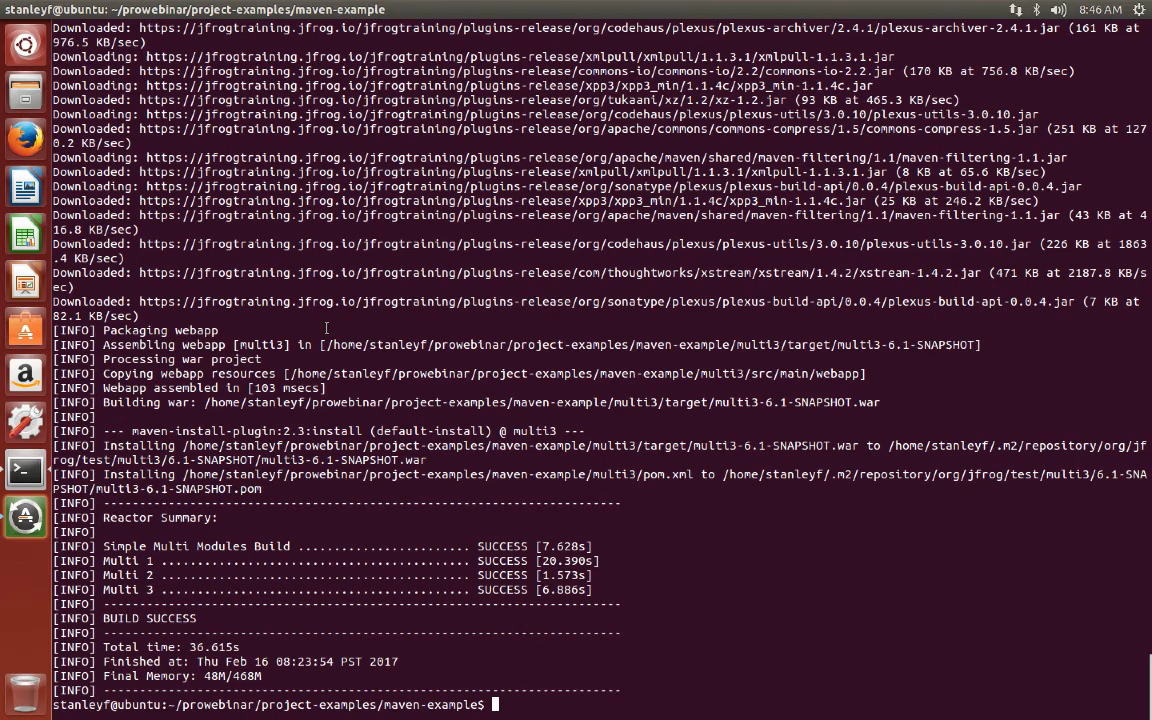 stanleyf@ubuntu: ~/prowebinar/project-examples/maven-example
8:46 AM
Downloaded: https://jfrogtraining.jfrog.io/jfrogtraining/plugins-release/org/codehaus/plexus/plexus-archiver/2.4.1/plexus-archiver-2.4.1.jar (161 KB at
976.5 KB/sec)
Downloading: https://jfrogtraining.jfrog.io/jfrogtraining/plugins-release/xmlpull/xmlpull/1.1.3.1/xmlpull-1.1.3.1.jar
Downloaded: https://jfrogtraining.jfrog.io/jfrogtraining/plugins-release/commons-io/commons-io/2.2/commons-io-2.2.jar (170 KB at 756.8 KB/sec)
Downloading: https://jfrogtraining.jfrog.io/jfrogtraining/plugins-release/xpp3/xpp3_min/1.1.4c/xpp3_min-1.1.4c.jar
Downloaded: https://jfrogtraining.jfrog.io/jfrogtraining/plugins-release/org/tukaani/xz/1.2/xz-1.2.jar (93 KB at 465.3 KB/sec)
Downloading: https://jfrogtraining.jfrog.io/jfrogtraining/plugins-release/org/codehaus/plexus/plexus-utils/3.0.10/plexus-utils-3.0.10.jar
Downloaded: https://jfrogtraining.jfrog.io/jfrogtraining/plugins-release/org/apache/commons/commons-compress/1.5/commons-compress-1.5.jar (251 KB at 127
0.2 KB/sec)
Downloading: https://jfrogtraining.jfrog.io/jfrogtraining/plugins-release/org/apache/maven/shared/maven-filtering/1.1/maven-filtering-1.1.jar
Downloaded: https://jfrogtraining.jfrog.io/jfrogtraining/plugins-release/xmlpull/xmlpull/1.1.3.1/xmlpull-1.1.3.1.jar (8 KB at 65.6 KB/sec)
Downloading: https://jfrogtraining.jfrog.io/jfrogtraining/plugins-release/org/sonatype/plexus/plexus-build-api/0.0.4/plexus-build-api-0.0.4.jar
Downloaded: https://jfrogtraining.jfrog.io/jfrogtraining/plugins-release/xpp3/xpp3_min/1.1.4c/xpp3_min-1.1.4c.jar (25 KB at 246.2 KB/sec)
Downloaded: https://jfrogtraining.jfrog.io/jfrogtraining/plugins-release/org/apache/maven/shared/maven-filtering/1.1/maven-filtering-1.1.jar (43 KB at 4
16.8 KB/sec)
Downloaded: https://jfrogtraining.jfrog.io/jfrogtraining/plugins-release/org/codehaus/plexus/plexus-utils/3.0.10/plexus-utils-3.0.10.jar (226 KB at 1863
.4 KB/sec)
Downloaded: https://jfrogtraining.jfrog.io/jfrogtraining/plugins-release/com/thoughtworks/xstream/xstream/1.4.2/xstream-1.4.2.jar (471 KB at 2187.8 KB/s
ec)
Downloaded: https://jfrogtraining.jfrog.io/jfrogtraining/plugins-release/org/sonatype/plexus/plexus-build-api/0.0.4/plexus-build-api-0.0.4.jar (7 KB at
82.1 KB/sec)
[INFO] Packaging webapp
[INFO] Assembling webapp [multi3] in [/home/stanleyf/prowebinar/project-examples/maven-example/multi3/target/multi3-6.1-SNAPSHOT]
[INFO] Processing war project
[INFO] Copying webapp resources [/home/stanleyf/prowebinar/project-examples/maven-example/multi3/src/main/webapp]
[INFO] Webapp assembled in [103 msecs]
[INFO] Building war: /home/stanleyf/prowebinar/project-examples/maven-example/multi3/target/multi3-6.1-SNAPSHOT.war
[INFO]
[INFO] --- maven-install-plugin:2.3:install (default-install) @ multi3 ---
[INFO] Installing /home/stanleyf/prowebinar/project-examples/maven-example/multi3/target/multi3-6.1-SNAPSHOT.war to /home/stanleyf/.m2/repository/org/jf
rog/test/multi3/6.1-SNAPSHOT/multi3-6.1-SNAPSHOT.war
[INFO] Installing /home/stanleyf/prowebinar/project-examples/maven-example/multi3/pom.xml to /home/stanleyf/.m2/repository/org/jfrog/test/multi3/6.1-SNA
PSHOT/multi3-6.1-SNAPSHOT.pom
[INFO] ------------------------------------------------------------------------
[INFO] Reactor Summary:
[INFO]
[INFO] Simple Multi Modules Build ........................ SUCCESS [7.628s]
[INFO] Multi 1 ........................................... SUCCESS [20.390s]
[INFO] Multi 2 ........................................... SUCCESS [1.573s]
[INFO] Multi 3 ........................................... SUCCESS [6.886s]
[INFO] ------------------------------------------------------------------------
[INFO] BUILD SUCCESS
[INFO] ------------------------------------------------------------------------
[INFO] Total time: 36.615s
[INFO] Finished at: Thu Feb 16 08:23:54 PST 2017
[INFO] Final Memory: 48M/468M
[INFO] ------------------------------------------------------------------------
stanleyf@ubuntu:~/prowebinar/project-examples/maven-example$